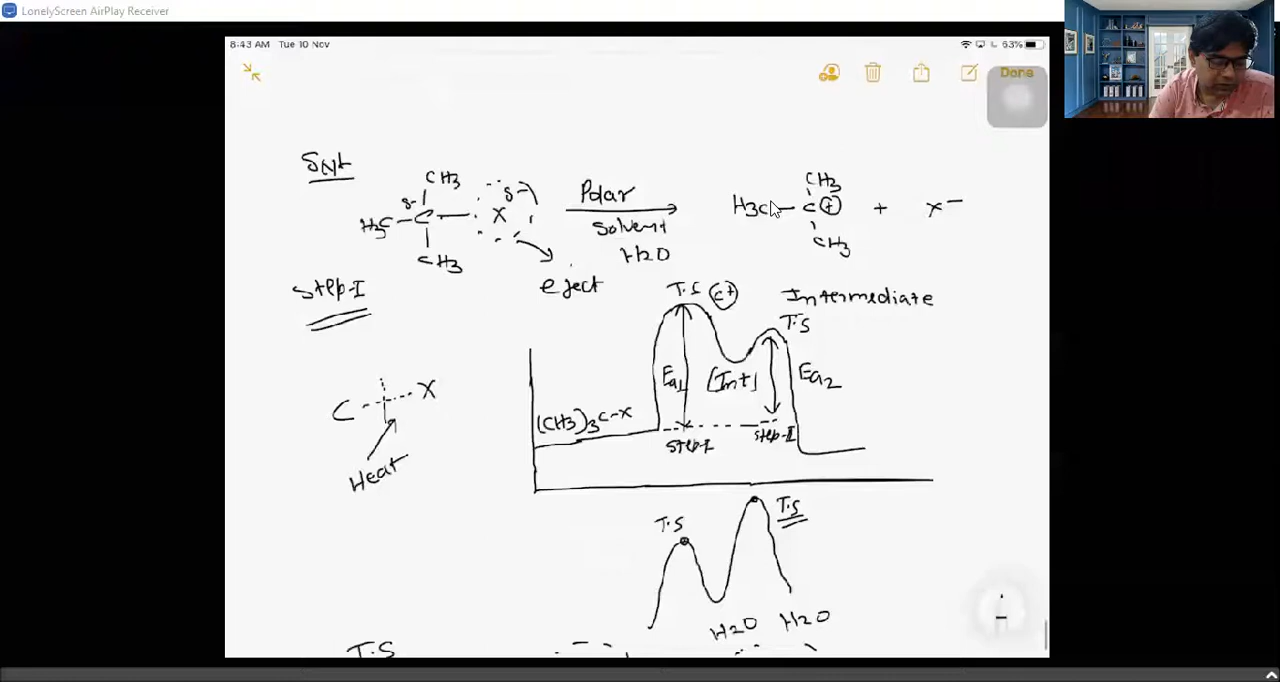 LonelyScreen AirPlay Receiver
8:43 AM Tue 10 Nov
63%
Done
SN1
CH3
δ-
δ-
H3C-C-X
CH3
eject
Polar
Solvent
H2O
CH3
H3C-C+
CH3
+ X-
Step-I
Intermediate
T.S
C+
T.S
Ea1
[Int]
Ea2
(CH3)3C-X
Step-I
Step-II
C X
Heat
T.S
T.S
H2O H2O
T.S